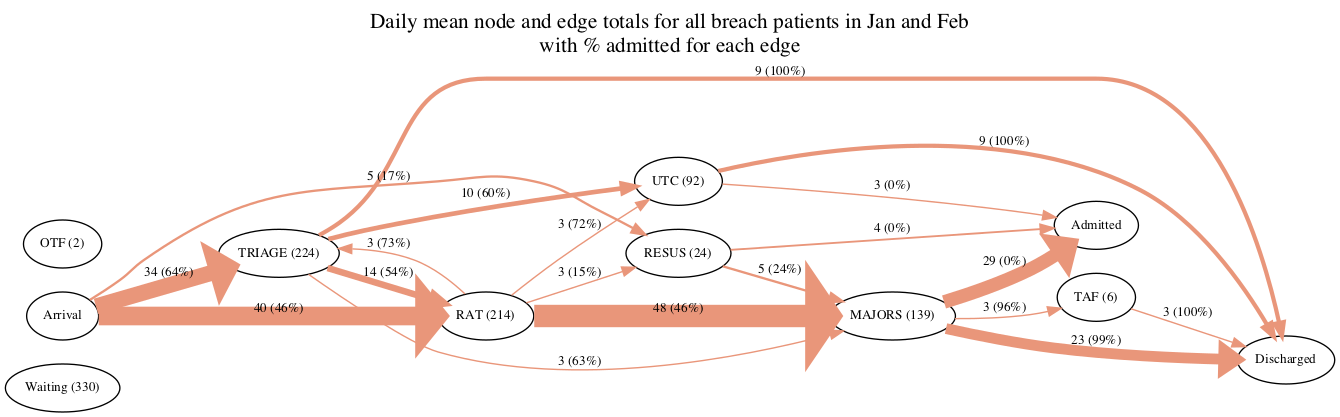 Daily mean node and edge totals for all breach patients in Jan and Feb
with % admitted for each edge
9 (100%)
9 (100%)
5 (17%)
10 (60%)
UTC (92)
3 (0%)
3 (72%)
Admitted
4 (0%)
OTF (2)
3 (73%)
TRIAGE (224)
RESUS (24)
34 (64%)
14 (54%)
3 (15%)
5 (24%)
29 (0%)
TAF (6)
Arrival
40 (46%)
RAT (214)
48 (46%)
MAJORS (139)
3 (96%)
3 (100%)
23 (99%)
3 (63%)
Discharged
Waiting (330)